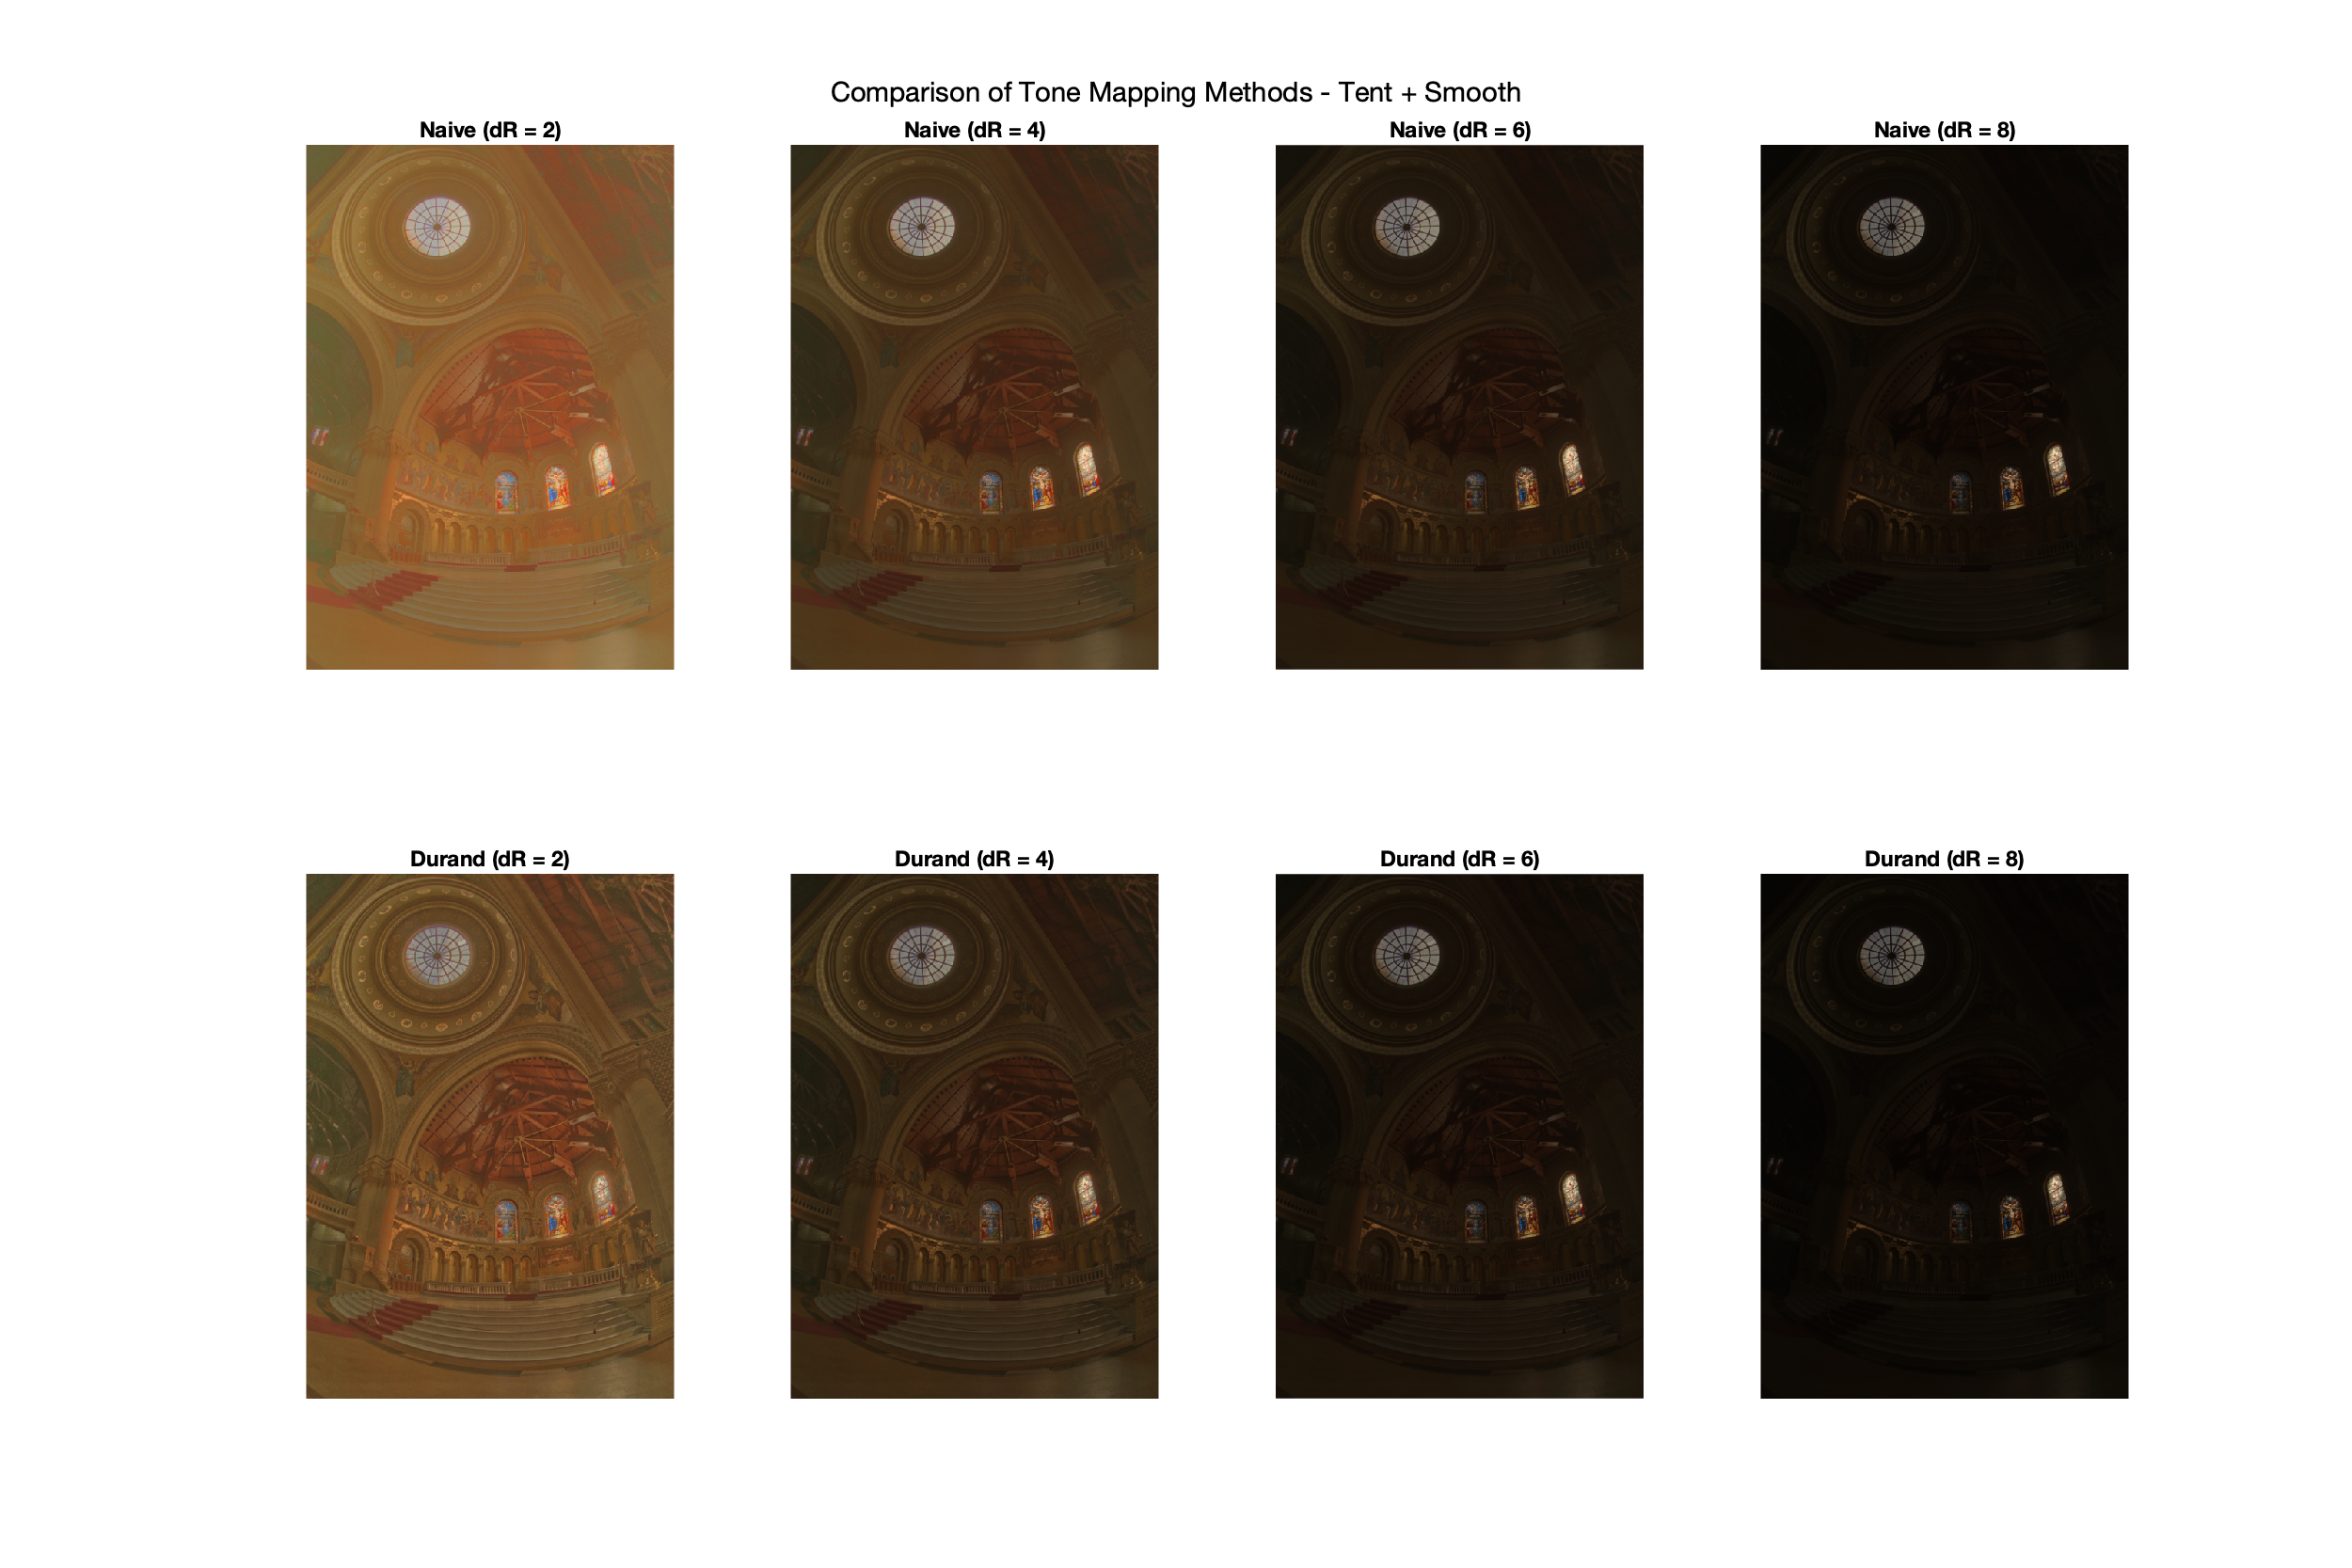 Comparison of Tone Mapping Methods - Tent + Smooth
Naive (dR = 2)
Naive (dR = 4)
Naive (dR = 6)
Naive (dR = 8)
Durand (dR = 2)
Durand (dR = 4)
Durand (dR = 6)
Durand (dR = 8)